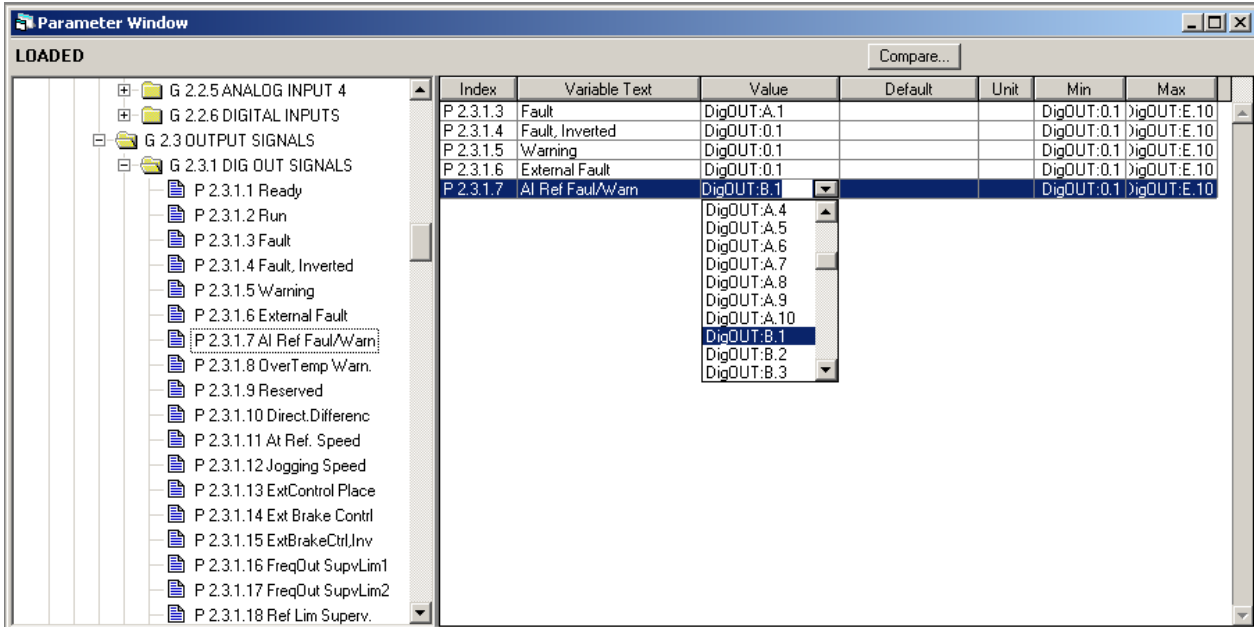 Parameter Window
LOADED
Compare...
G 2.2.5 ANALOG INPUT 4
G 2.2.6 DIGITAL INPUTS
G 2.3 OUTPUT SIGNALS
G 2.3.1 DIG OUT SIGNALS
P 2.3.1.1 Ready
P 2.3.1.2 Run
P 2.3.1.3 Fault
P 2.3.1.4 Fault, Inverted
P 2.3.1.5 Warning
P 2.3.1.6 External Fault
P 2.3.1.7 AI Ref Faul/Warn
P 2.3.1.8 OverTemp Warn.
P 2.3.1.9 Reserved
P 2.3.1.10 Direct.Differenc
P 2.3.1.11 At Ref. Speed
P 2.3.1.12 Jogging Speed
P 2.3.1.13 ExtControl Place
P 2.3.1.14 Ext Brake Contrl
P 2.3.1.15 ExtBrakeCtrl,Inv
P 2.3.1.16 FreqOut SupvLim1
P 2.3.1.17 FreqOut SupvLim2
P 2.3.1.18 Ref Lim Superv.
Index Variable Text Value Default Unit Min Max
P 2.3.1.3 Fault DigOUT:A.1 DigOUT:0.1 DigOUT:E.10
P 2.3.1.4 Fault, Inverted DigOUT:0.1 DigOUT:0.1 DigOUT:E.10
P 2.3.1.5 Warning DigOUT:0.1 DigOUT:0.1 DigOUT:E.10
P 2.3.1.6 External Fault DigOUT:0.1 DigOUT:0.1 DigOUT:E.10
P 2.3.1.7 AI Ref Faul/Warn DigOUT:B.1 DigOUT:0.1 DigOUT:E.10
DigOUT:A.4
DigOUT:A.5
DigOUT:A.6
DigOUT:A.7
DigOUT:A.8
DigOUT:A.9
DigOUT:A.10
DigOUT:B.1
DigOUT:B.2
DigOUT:B.3